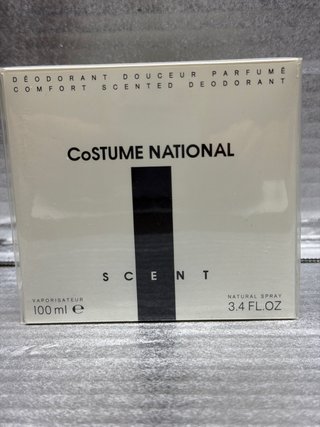 DÉODORANT DOUCEUR PARFUMÉ
COMFORT SCENTED DEODORANT
CoSTUME NATIONAL
SCENT
VAPORISATEUR
100 ml ℮
NATURAL SPRAY
3.4 FL.OZ